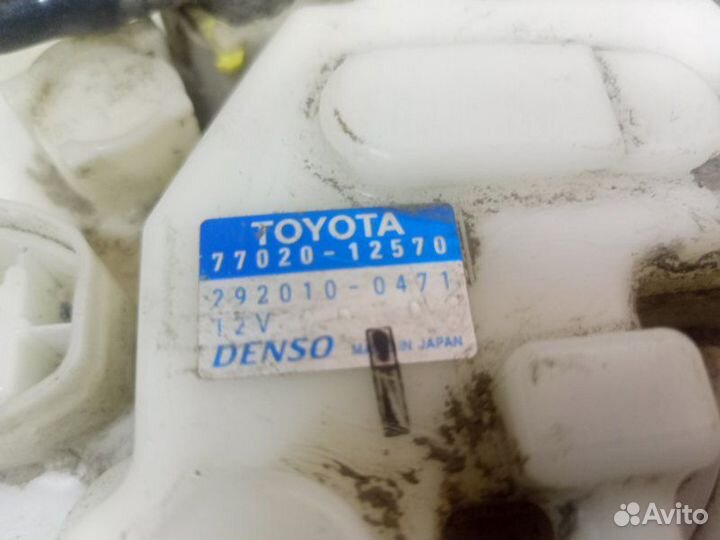 TOYOTA
77020-12570
292010-0471
12V
DENSO MADE IN JAPAN
Avito